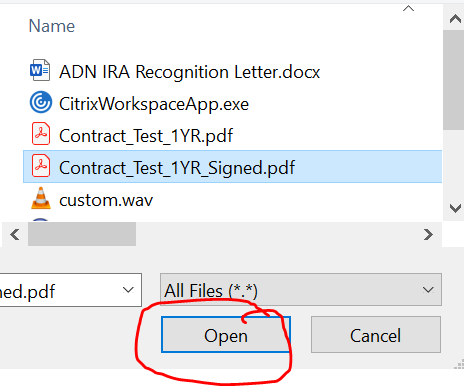 Name
ADN IRA Recognition Letter.docx
CitrixWorkspaceApp.exe
Contract_Test_1YR.pdf
Contract_Test_1YR_Signed.pdf
custom.wav
ned.pdf
All Files (*.*)
Open
Cancel